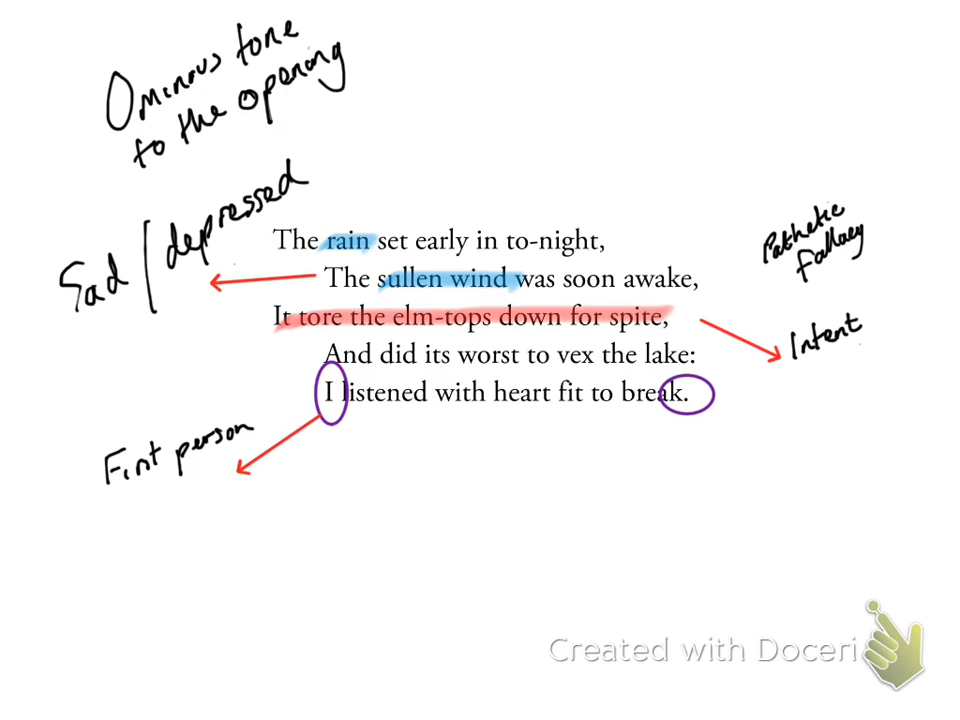 Ominous tone
to the opening
Sad / depressed
The rain set early in to-night,
The sullen wind was soon awake,
It tore the elm-tops down for spite,
And did its worst to vex the lake:
I listened with heart fit to break.
Pathetic
fallacy
Intent
First person
Created with Doceri